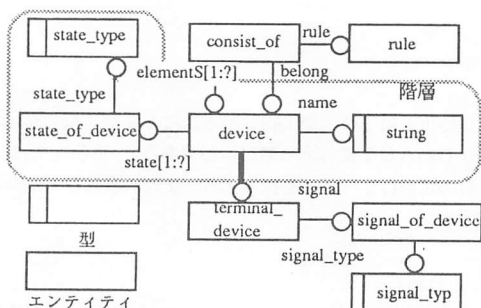 state_type
consist_of
rule
rule
elementS[1:?]
belong
階層
state_type
name
state_of_device
device.
string
state[1:?]
signal
terminal_
device
signal_of_device
型
signal_type
signal_typ
エンティティ